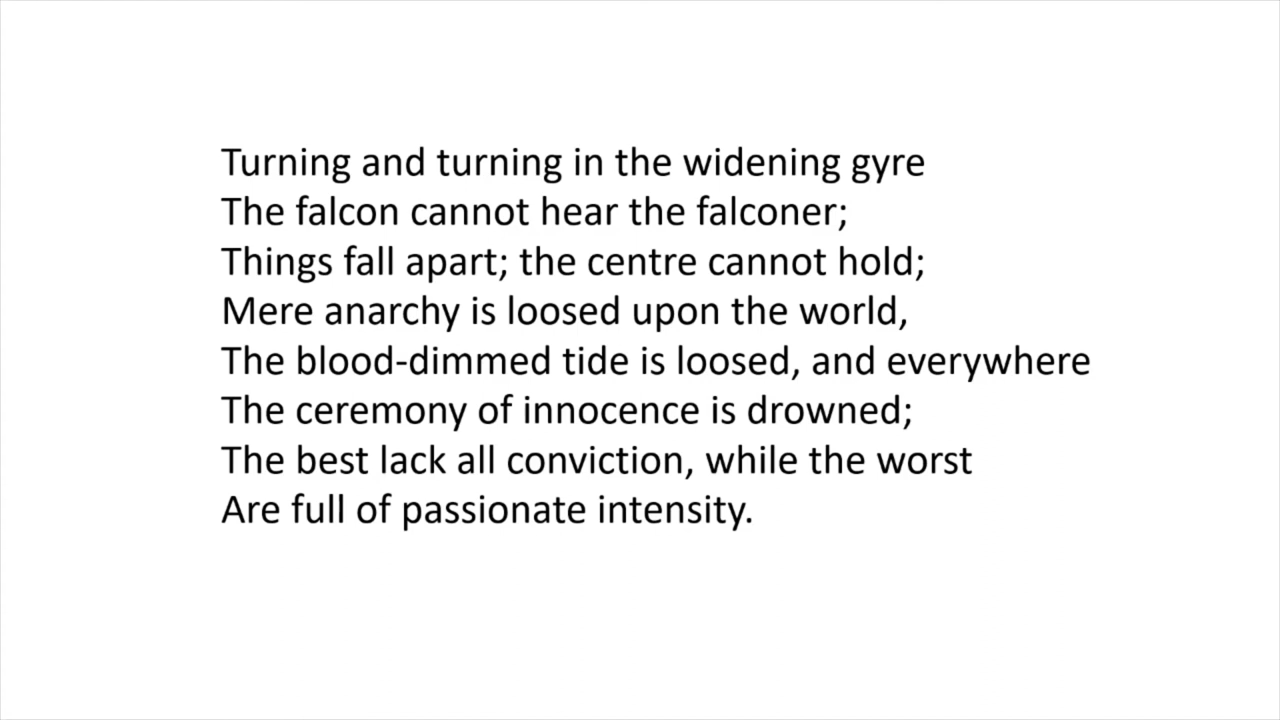 Turning and turning in the widening gyre
The falcon cannot hear the falconer;
Things fall apart; the centre cannot hold;
Mere anarchy is loosed upon the world,
The blood-dimmed tide is loosed, and everywhere
The ceremony of innocence is drowned;
The best lack all conviction, while the worst
Are full of passionate intensity.